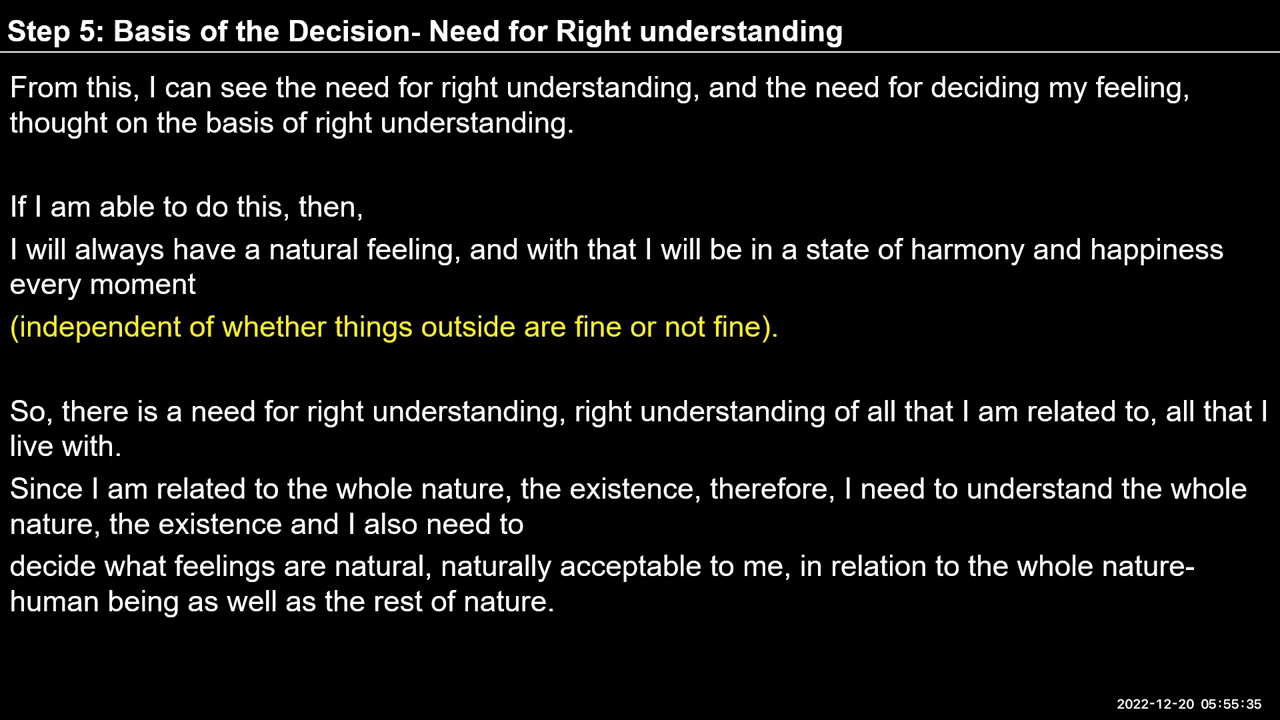 Step 5: Basis of the Decision- Need for Right understanding
From this, I can see the need for right understanding, and the need for deciding my feeling,
thought on the basis of right understanding.
If I am able to do this, then,
I will always have a natural feeling, and with that I will be in a state of harmony and happiness
every moment
(independent of whether things outside are fine or not fine).
So, there is a need for right understanding, right understanding of all that I am related to, all that I
live with.
Since I am related to the whole nature, the existence, therefore, I need to understand the whole
nature, the existence and I also need to
decide what feelings are natural, naturally acceptable to me, in relation to the whole nature-
human being as well as the rest of nature.
2022-12-20 05:55:35